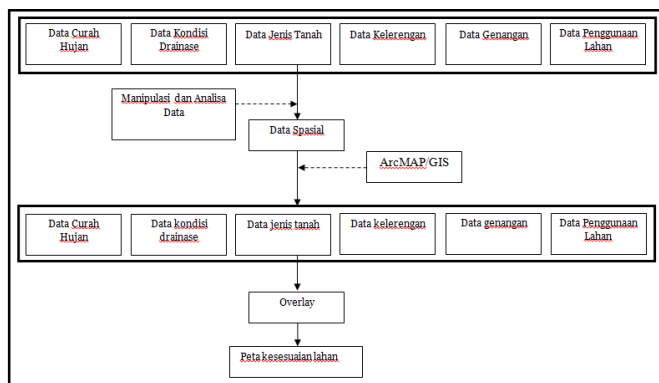 Data Curah
Hujan
Data Kondisi
Drainase
Data Jenis Tanah
Data Kelerengan
Data Genangan
Data Penggunaan
Lahan
Manipulasi dan Analisa
Data
Data Spasial
ArcMAP/GIS
Data Curah
Hujan
Data kondisi
drainase
Data jenis tanah
Data kelerengan
Data genangan
Data Penggunaan
Lahan
Overlay
Peta kesesuaian lahan